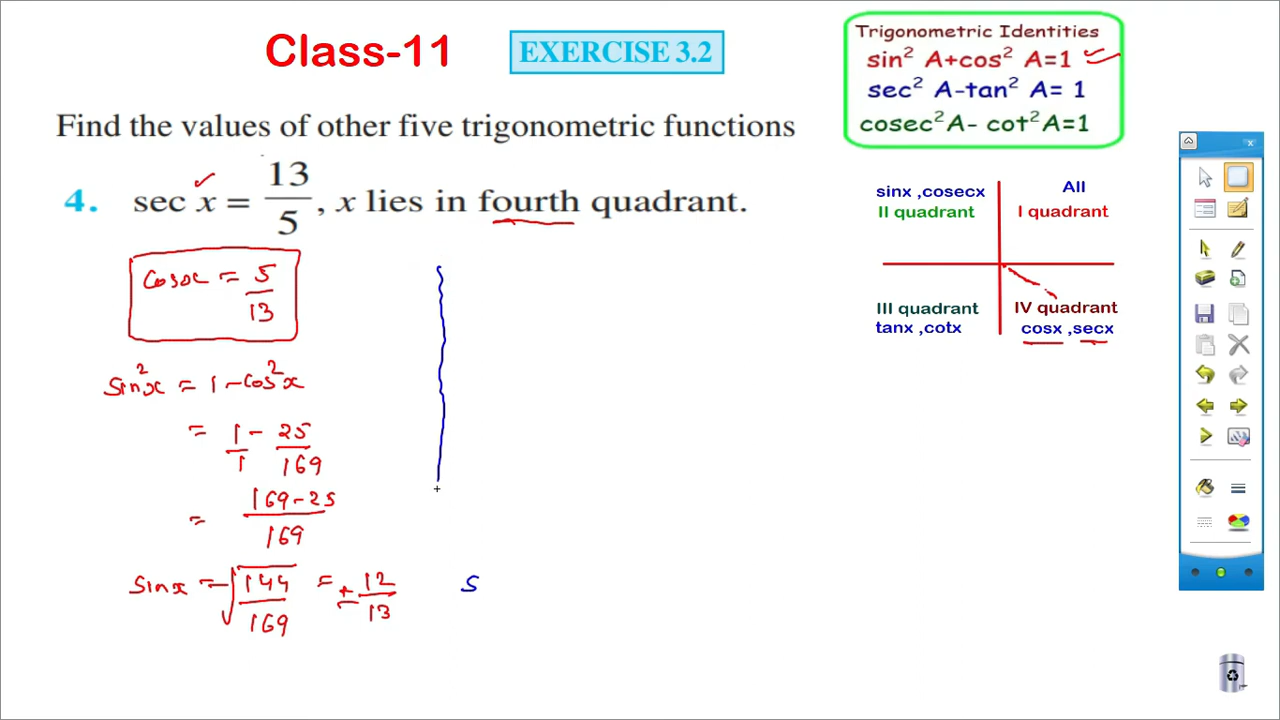 Class-11
EXERCISE 3.2
Trigonometric Identities
sin² A+cos² A=1
sec² A-tan² A= 1
cosec²A- cot²A=1
Find the values of other five trigonometric functions
4. sec x = 13/5, x lies in fourth quadrant.
sinx ,cosecx
II quadrant
All
I quadrant
III quadrant
tanx ,cotx
IV quadrant
cosx ,secx
cosx = 5/13
sin²x = 1-cos²x
= 1/1 - 25/169
= 169-25/169
sinx = √144/169 = ±12/13
S